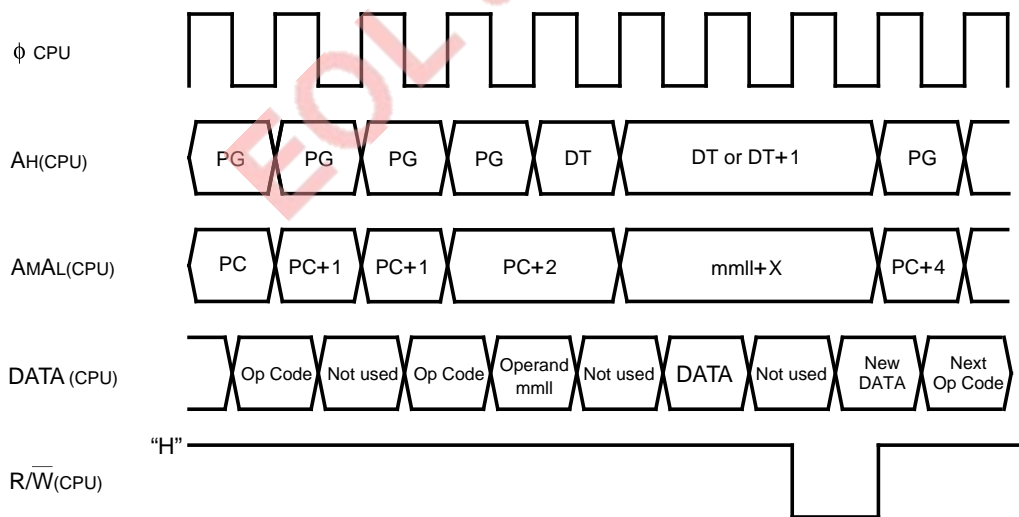 ϕ CPU
EOL
AH(CPU)
PG PG PG PG DT DT or DT+1 PG
AMAL(CPU)
PC PC+1 PC+1 PC+2 mmll+X PC+4
DATA (CPU)
Op Code Not used Op Code Operand mmll Not used DATA Not used New DATA Next Op Code
“H”
R/W̅(CPU)